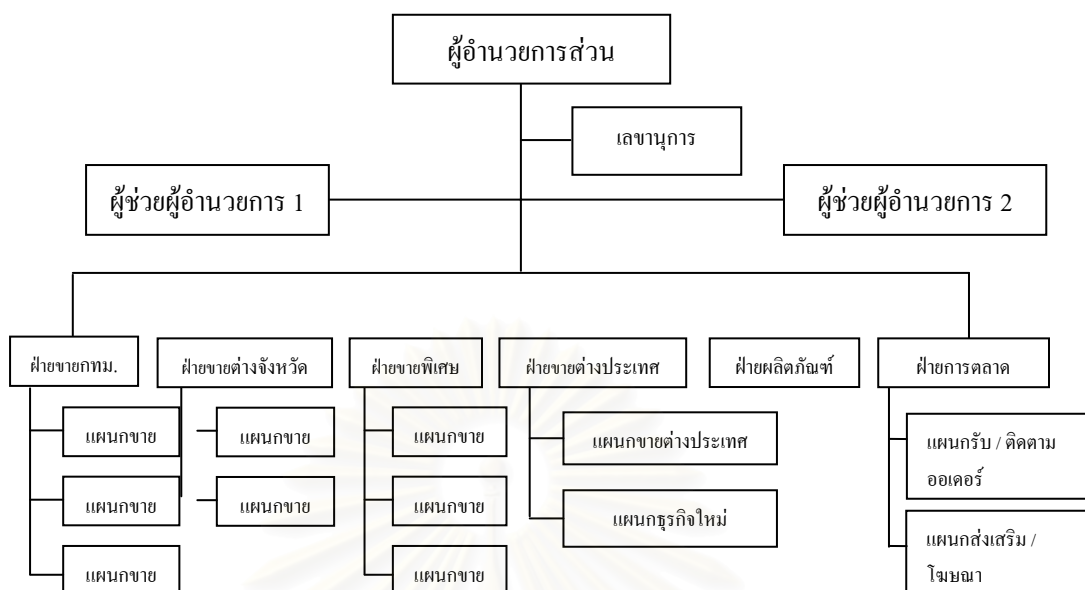 ผู้อำนวยการส่วน
เลขานุการ
ผู้ช่วยผู้อำนวยการ 1
ผู้ช่วยผู้อำนวยการ 2
ฝ่ายขายกทม.
ฝ่ายขายต่างจังหวัด
ฝ่ายขายพิเศษ
ฝ่ายขายต่างประเทศ
ฝ่ายผลิตภัณฑ์
ฝ่ายการตลาด
แผนกขาย
แผนกขาย
แผนกขาย
แผนกขาย
แผนกขาย
แผนกขาย
แผนกขาย
แผนกขาย
แผนกขายต่างประเทศ
แผนกธุรกิจใหม่
แผนกรับ / ติดตาม
ออเดอร์
แผนกส่งเสริม /
โฆษณา